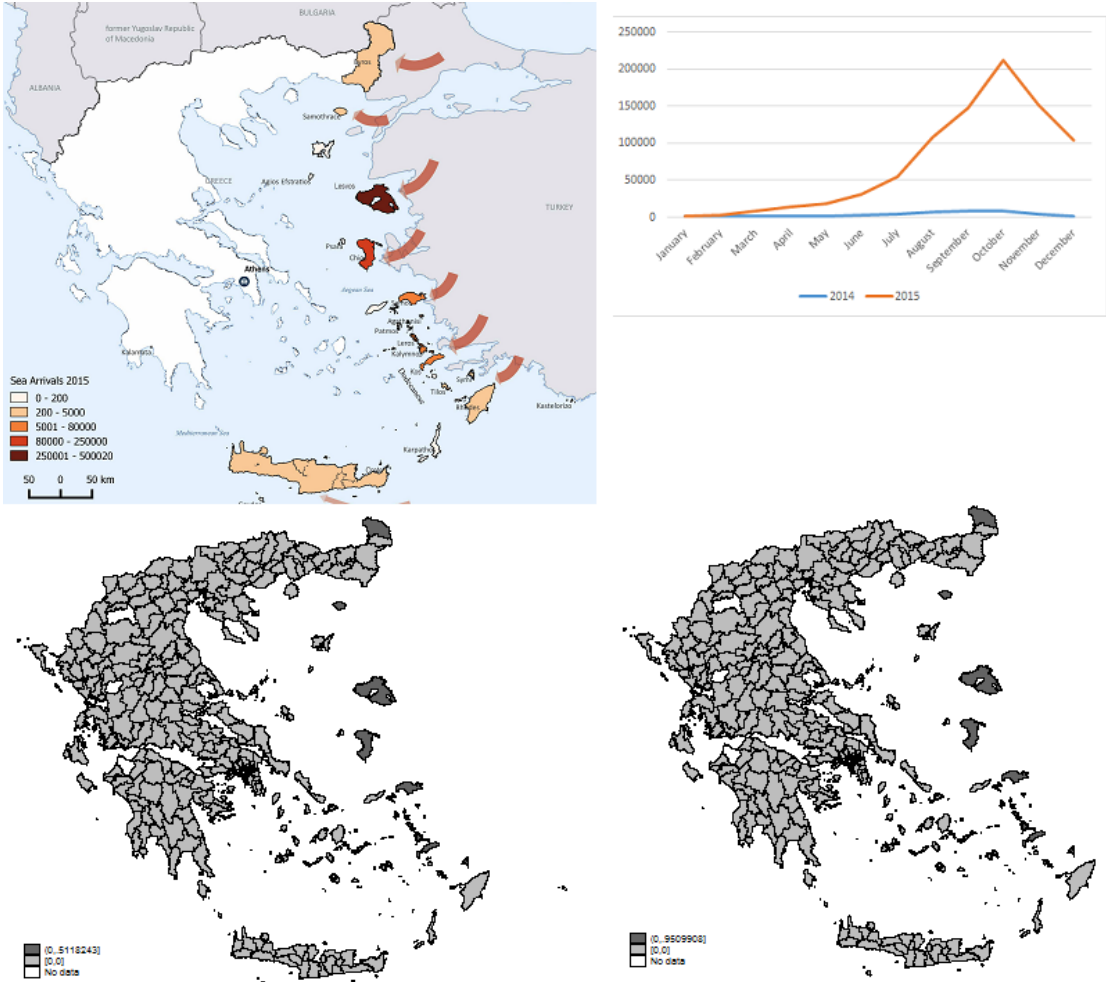 BULGARIA
former Yugoslav Republic
of Macedonia
ALBANIA
Evros
Samothrace
GREECE
Agios Efstratios
Lesvos
TURKEY
Psara
Chios
Athens
Aegean Sea
Agathonisi
Patmos
Leros
Kalymnos
Kos
Kalamata
Dodecanese
Symi
Tilos
Rhodes
Kastelorizo
Mediterranean Sea
Karpathos
Sea Arrivals 2015
0 - 200
200 - 5000
5001 - 80000
80000 - 250000
250001 - 500020
50 0 50 km
250000
200000
150000
100000
50000
0
January
February
March
April
May
June
July
August
September
October
November
December
2014
2015
(0,.5118243]
[0,0]
No data
(0,.9509908]
[0,0]
No data